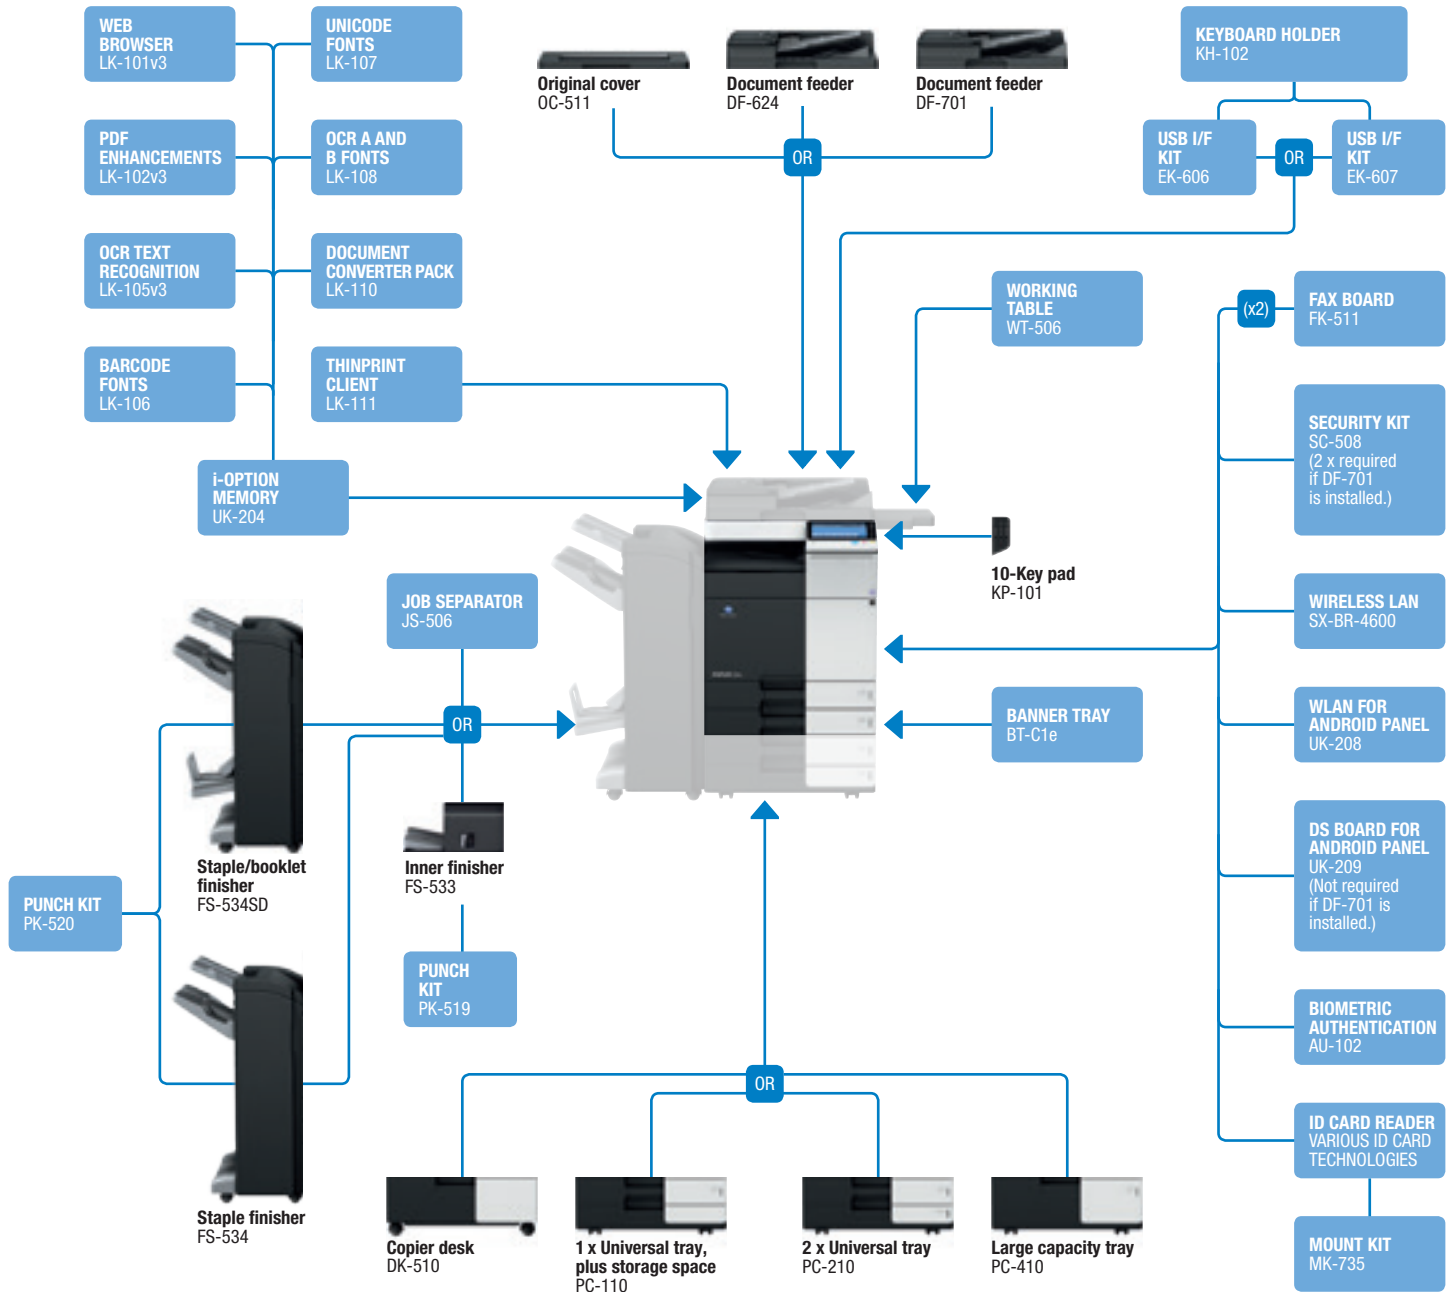 WEB
BROWSER
LK-101v3
UNICODE
FONTS
LK-107
PDF
ENHANCEMENTS
LK-102v3
OCR A AND
B FONTS
LK-108
OCR TEXT
RECOGNITION
LK-105v3
DOCUMENT
CONVERTER PACK
LK-110
BARCODE
FONTS
LK-106
THINPRINT
CLIENT
LK-111
i-OPTION
MEMORY
UK-204
Original cover
OC-511
Document feeder
DF-624
Document feeder
DF-701
OR
KEYBOARD HOLDER
KH-102
USB I/F
KIT
EK-606
OR
USB I/F
KIT
EK-607
WORKING
TABLE
WT-506
(x2)
FAX BOARD
FK-511
SECURITY KIT
SC-508
(2 x required
if DF-701
is installed.)
10-Key pad
KP-101
WIRELESS LAN
SX-BR-4600
BANNER TRAY
BT-C1e
WLAN FOR
ANDROID PANEL
UK-208
DS BOARD FOR
ANDROID PANEL
UK-209
(Not required
if DF-701 is
installed.)
BIOMETRIC
AUTHENTICATION
AU-102
ID CARD READER
VARIOUS ID CARD
TECHNOLOGIES
MOUNT KIT
MK-735
JOB SEPARATOR
JS-506
OR
Staple/booklet
finisher
FS-534SD
Inner finisher
FS-533
PUNCH KIT
PK-520
PUNCH
KIT
PK-519
Staple finisher
FS-534
OR
Copier desk
DK-510
1 x Universal tray,
plus storage space
PC-110
2 x Universal tray
PC-210
Large capacity tray
PC-410